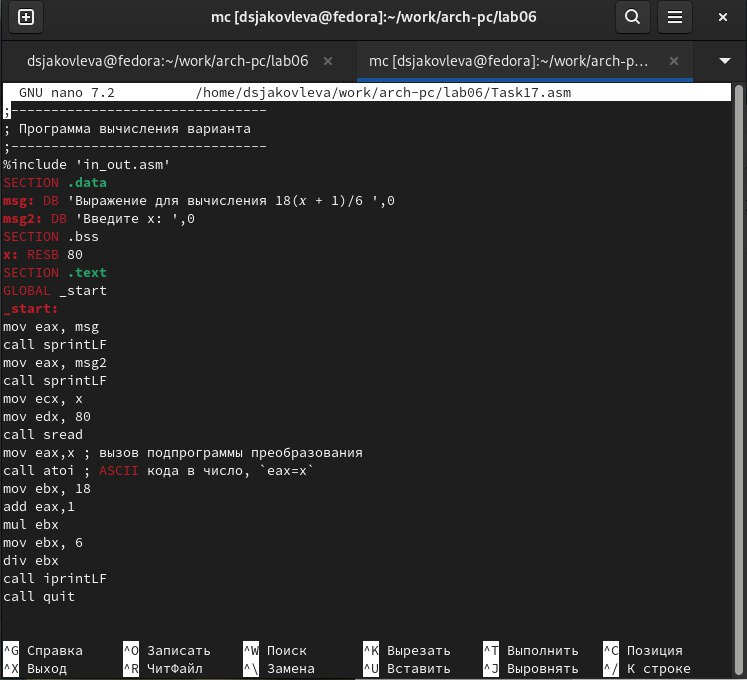 mc [dsjakovleva@fedora]:~/work/arch-pc/lab06
dsjakovleva@fedora:~/work/arch-pc/lab06
mc [dsjakovleva@fedora]:~/work/arch-p...
GNU nano 7.2 /home/dsjakovleva/work/arch-pc/lab06/Task17.asm
;--------------------------------
; Программа вычисления варианта
;--------------------------------
%include 'in_out.asm'
SECTION .data
msg: DB 'Выражение для вычисления 18(𝑥 + 1)/6 ',0
msg2: DB 'Введите х: ',0
SECTION .bss
x: RESB 80
SECTION .text
GLOBAL _start
_start:
mov eax, msg
call sprintLF
mov eax, msg2
call sprintLF
mov ecx, x
mov edx, 80
call sread
mov eax,x ; вызов подпрограммы преобразования
call atoi ; ASCII кода в число, `eax=x`
mov ebx, 18
add eax,1
mul ebx
mov ebx, 6
div ebx
call iprintLF
call quit
^G Справка ^O Записать ^W Поиск ^K Вырезать ^T Выполнить ^C Позиция
^X Выход ^R ЧитФайл ^\ Замена ^U Вставить ^J Выровнять ^/ К строке